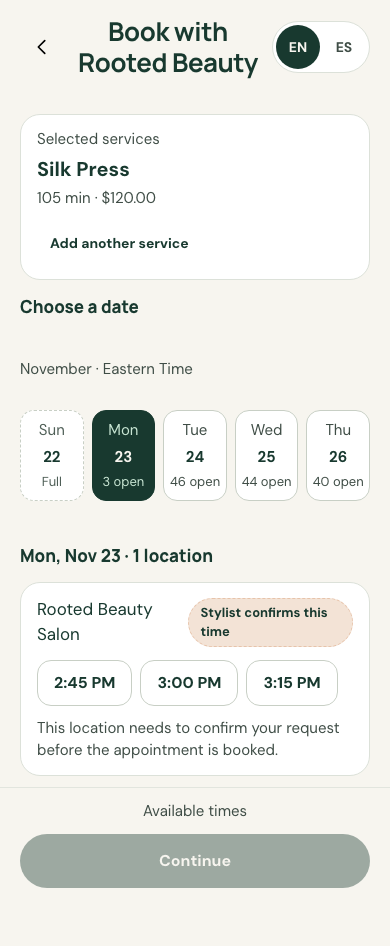 Book with
Rooted Beauty
EN
ES
Selected services
Silk Press
105 min · $120.00
Add another service
Choose a date
November · Eastern Time
Sun
22
Full
Mon
23
3 open
Tue
24
46 open
Wed
25
44 open
Thu
26
40 open
Mon, Nov 23 · 1 location
Rooted Beauty
Salon
Stylist confirms this
time
2:45 PM
3:00 PM
3:15 PM
This location needs to confirm your request
before the appointment is booked.
Available times
Continue